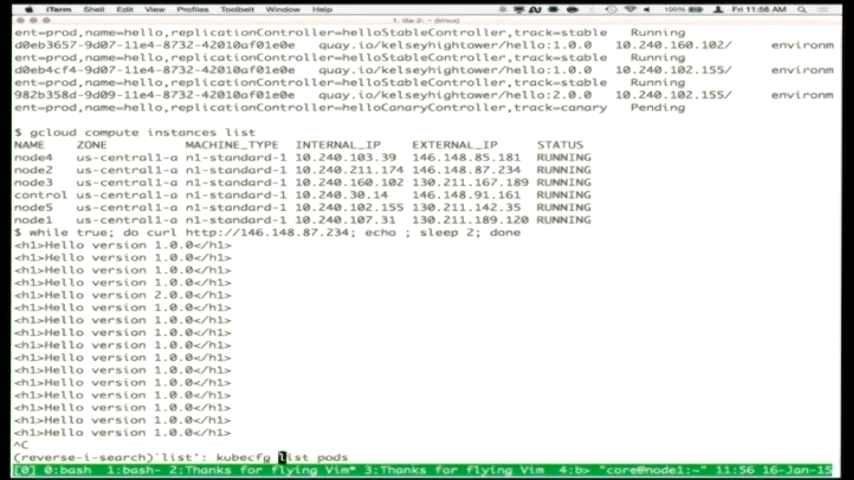 iTerm Shell Edit View Profiles Toolbelt Window Help 100% Fri 11:56 AM
ent=prod,name=hello,replicationController=helloStableController,track=stable Running
d0eb3657-9d07-11e4-8732-42010af01e0e quay.io/kelseyhightower/hello:1.0.0 10.240.160.102/ environm
ent=prod,name=hello,replicationController=helloStableController,track=stable Running
d0eb4cf4-9d07-11e4-8732-42010af01e0e quay.io/kelseyhightower/hello:1.0.0 10.240.102.155/ environm
ent=prod,name=hello,replicationController=helloStableController,track=stable Running
982b358d-9d09-11e4-8732-42010af01e0e quay.io/kelseyhightower/hello:2.0.0 10.240.102.155/ environm
ent=prod,name=hello,replicationController=helloCanaryController,track=canary Pending
$ gcloud compute instances list
NAME ZONE MACHINE_TYPE INTERNAL_IP EXTERNAL_IP STATUS
node4 us-central1-a n1-standard-1 10.240.103.39 146.148.85.181 RUNNING
node2 us-central1-a n1-standard-1 10.240.211.174 146.148.87.234 RUNNING
node3 us-central1-a n1-standard-1 10.240.160.102 130.211.167.189 RUNNING
control us-central1-a n1-standard-1 10.240.30.14 146.148.91.161 RUNNING
node5 us-central1-a n1-standard-1 10.240.102.155 130.211.142.35 RUNNING
node1 us-central1-a n1-standard-1 10.240.107.31 130.211.189.120 RUNNING
$ while true; do curl http://146.148.87.234; echo ; sleep 2; done
<h1>Hello version 1.0.0</h1>
<h1>Hello version 1.0.0</h1>
<h1>Hello version 1.0.0</h1>
<h1>Hello version 1.0.0</h1>
<h1>Hello version 2.0.0</h1>
<h1>Hello version 1.0.0</h1>
<h1>Hello version 1.0.0</h1>
<h1>Hello version 1.0.0</h1>
<h1>Hello version 1.0.0</h1>
<h1>Hello version 1.0.0</h1>
<h1>Hello version 1.0.0</h1>
<h1>Hello version 1.0.0</h1>
<h1>Hello version 1.0.0</h1>
<h1>Hello version 1.0.0</h1>
<h1>Hello version 1.0.0</h1>
<h1>Hello version 1.0.0</h1>
^C
(reverse-i-search)`list': kubecfg list pods
[0] 0:bash 1:bash- 2:Thanks for flying Vim* 3:Thanks for flying Vim 4:b> "core@node1:~" 11:56 16-Jan-15